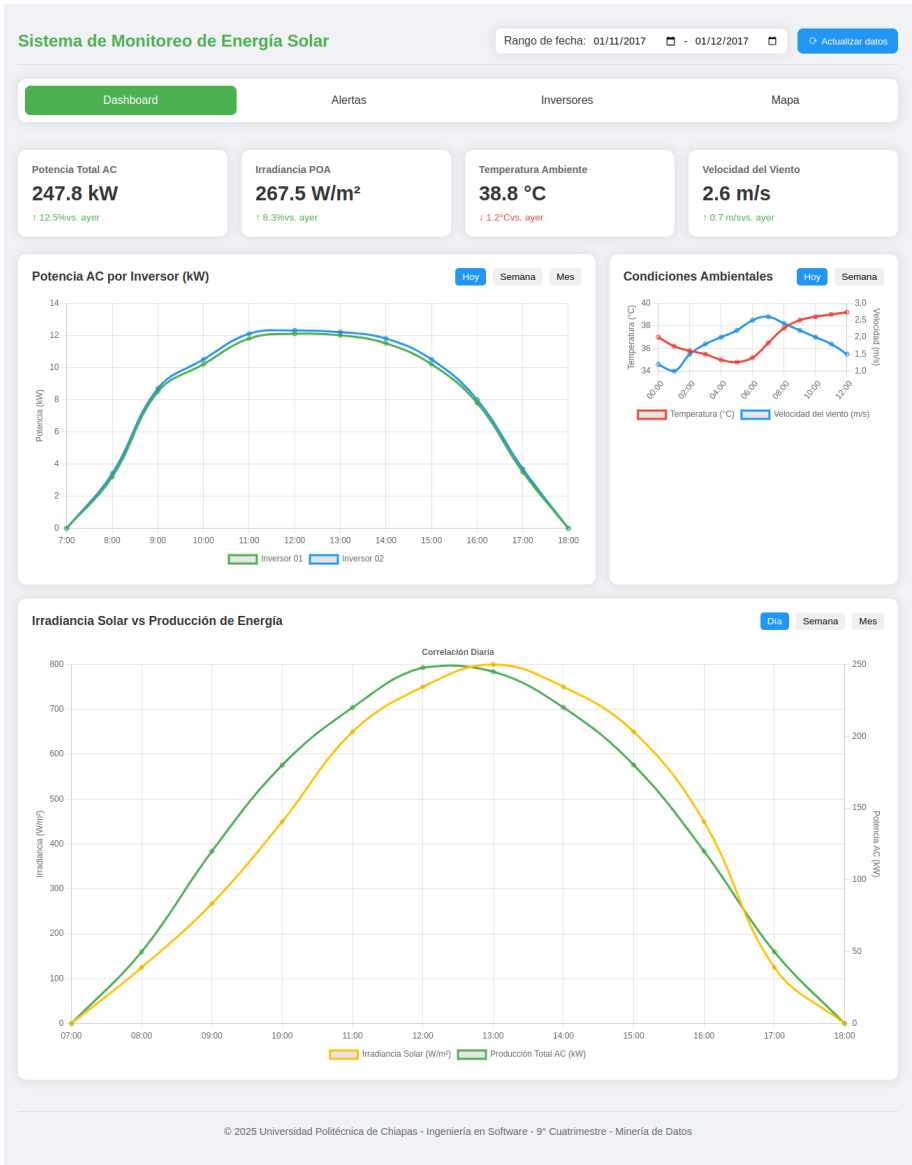 Sistema de Monitoreo de Energía Solar
Rango de fecha: 01/11/2017 - 01/12/2017
⟳ Actualizar datos
Dashboard Alertas Inversores Mapa
Potencia Total AC
247.8 kW
↑ 12.5%vs. ayer
Irradiancia POA
267.5 W/m²
↑ 8.3%vs. ayer
Temperatura Ambiente
38.8 °C
↓ 1.2°Cvs. ayer
Velocidad del Viento
2.6 m/s
↑ 0.7 m/svs. ayer
Potencia AC por Inversor (kW)
Hoy Semana Mes
Potencia (kW)
14
12
10
8
6
4
2
0
7:00 8:00 9:00 10:00 11:00 12:00 13:00 14:00 15:00 16:00 17:00 18:00
Inversor 01 Inversor 02
Condiciones Ambientales
Hoy Semana
Temperatura (°C)
40
38
36
34
3,0
2,5
2,0
1,5
1,0
Velocidad (m/s)
00:00 02:00 04:00 06:00 08:00 10:00 12:00
Temperatura (°C) Velocidad del viento (m/s)
Irradiancia Solar vs Producción de Energía
Día Semana Mes
Correlación Diaria
Irradiancia (W/m²)
800
700
600
500
400
300
200
100
0
250
200
150
100
50
0
Potencia AC (kW)
07:00 08:00 09:00 10:00 11:00 12:00 13:00 14:00 15:00 16:00 17:00 18:00
Irradiancia Solar (W/m²) Producción Total AC (kW)
© 2025 Universidad Politécnica de Chiapas - Ingeniería en Software - 9° Cuatrimestre - Minería de Datos